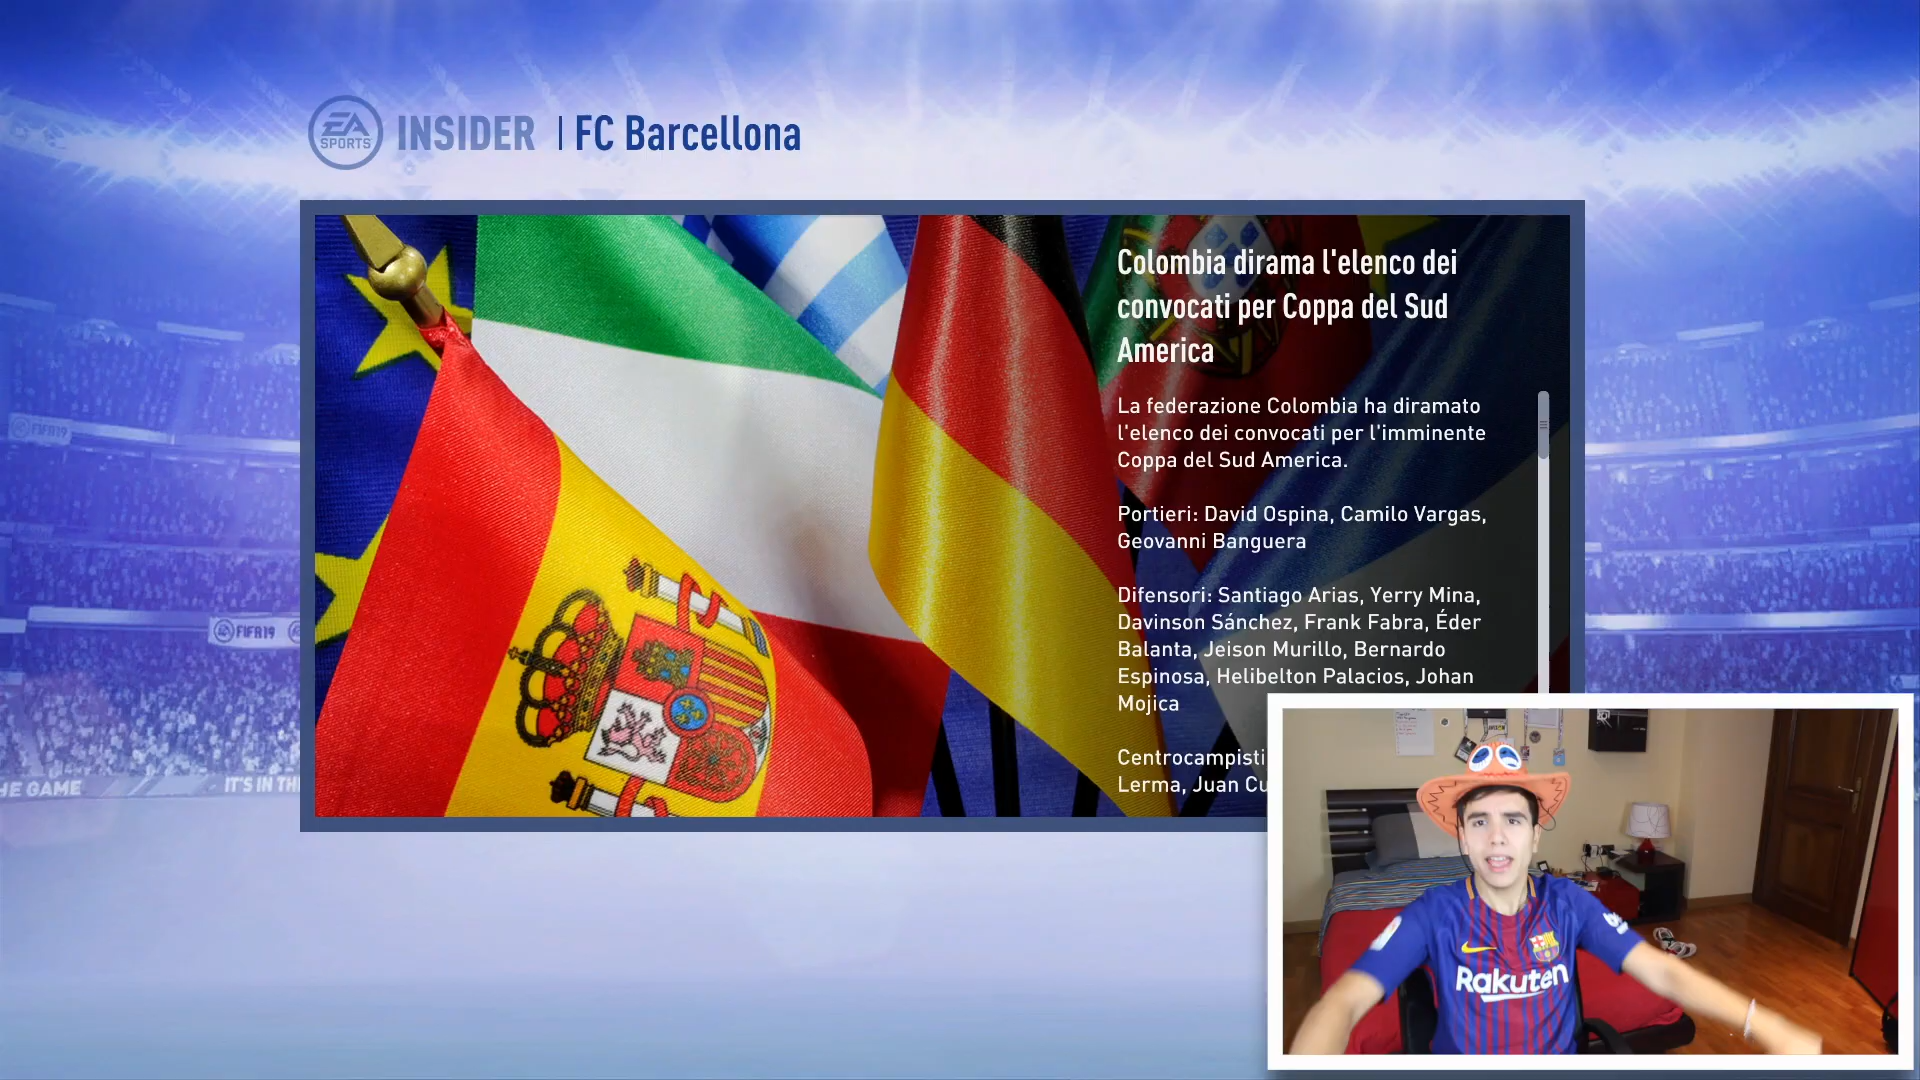 EA
SPORTS
INSIDER | FC Barcellona
Colombia dirama l'elenco dei
convocati per Coppa del Sud
America
La federazione Colombia ha diramato
l'elenco dei convocati per l'imminente
Coppa del Sud America.
Portieri: David Ospina, Camilo Vargas,
Geovanni Banguera
Difensori: Santiago Arias, Yerry Mina,
Davinson Sánchez, Frank Fabra, Éder
Balanta, Jeison Murillo, Bernardo
Espinosa, Helibelton Palacios, Johan
Mojica
Centrocampisti
Lerma, Juan Cu
FIFA19
FIFA19
HE GAME
IT'S IN TH
Rakuten